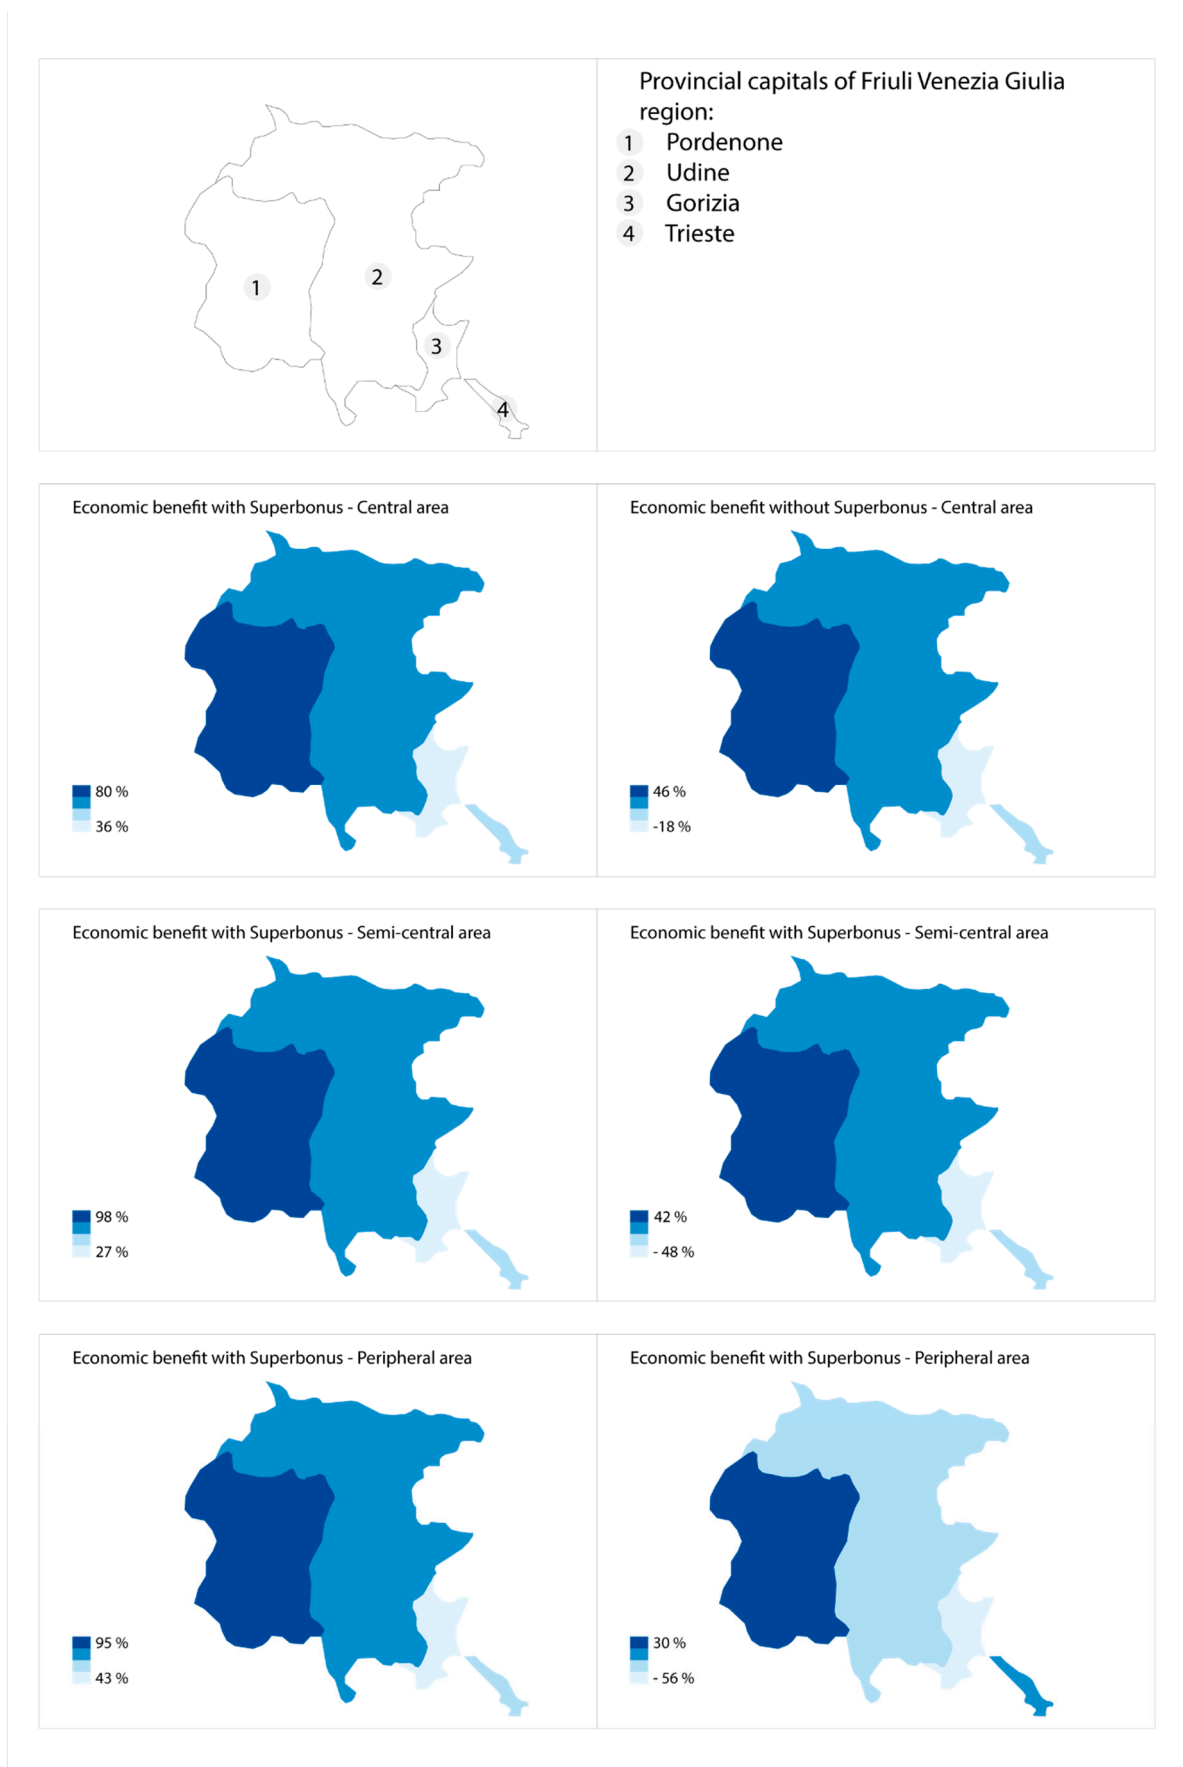 Provincial capitals of Friuli Venezia Giulia
region:
1 Pordenone
2 Udine
3 Gorizia
4 Trieste
1
2
3
4
Economic benefit with Superbonus - Central area
80 %
36 %
Economic benefit without Superbonus - Central area
46 %
-18 %
Economic benefit with Superbonus - Semi-central area
98 %
27 %
Economic benefit with Superbonus - Semi-central area
42 %
- 48 %
Economic benefit with Superbonus - Peripheral area
95 %
43 %
Economic benefit with Superbonus - Peripheral area
30 %
- 56 %